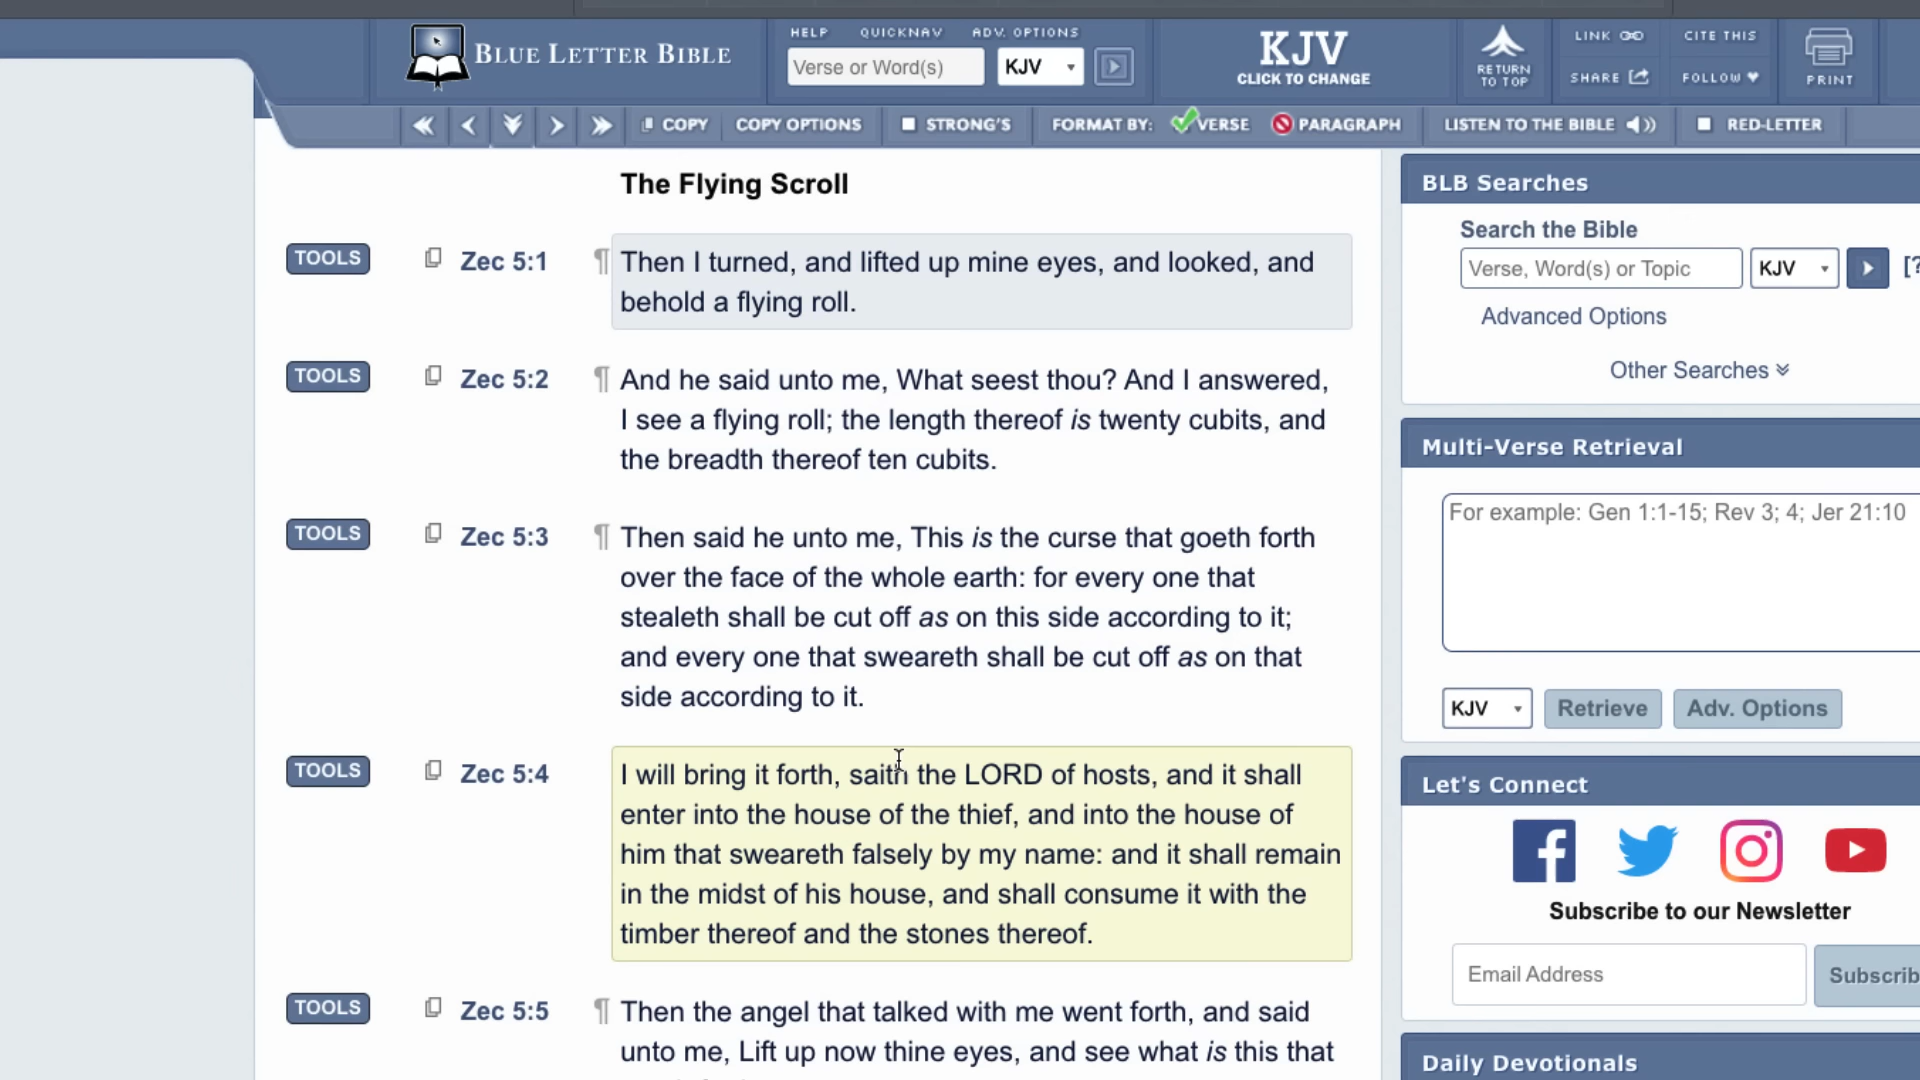 BLUE LETTER BIBLE
HELP QUICKNAV ADV. OPTIONS
Verse or Word(s)
KJV
KJV
CLICK TO CHANGE
RETURN
TO TOP
LINK
SHARE
CITE THIS
FOLLOW
PRINT
COPY
COPY OPTIONS
STRONG'S
FORMAT BY:
VERSE
PARAGRAPH
LISTEN TO THE BIBLE
RED-LETTER
The Flying Scroll
TOOLS
Zec 5:1
¶ Then I turned, and lifted up mine eyes, and looked, and
behold a flying roll.
TOOLS
Zec 5:2
¶ And he said unto me, What seest thou? And I answered,
I see a flying roll; the length thereof is twenty cubits, and
the breadth thereof ten cubits.
TOOLS
Zec 5:3
¶ Then said he unto me, This is the curse that goeth forth
over the face of the whole earth: for every one that
stealeth shall be cut off as on this side according to it;
and every one that sweareth shall be cut off as on that
side according to it.
TOOLS
Zec 5:4
I will bring it forth, saith the LORD of hosts, and it shall
enter into the house of the thief, and into the house of
him that sweareth falsely by my name: and it shall remain
in the midst of his house, and shall consume it with the
timber thereof and the stones thereof.
TOOLS
Zec 5:5
¶ Then the angel that talked with me went forth, and said
unto me, Lift up now thine eyes, and see what is this that
BLB Searches
Search the Bible
Verse, Word(s) or Topic
KJV
[?
Advanced Options
Other Searches
Multi-Verse Retrieval
For example: Gen 1:1-15; Rev 3; 4; Jer 21:10
KJV
Retrieve
Adv. Options
Let's Connect
Subscribe to our Newsletter
Email Address
Subscrib
Daily Devotionals